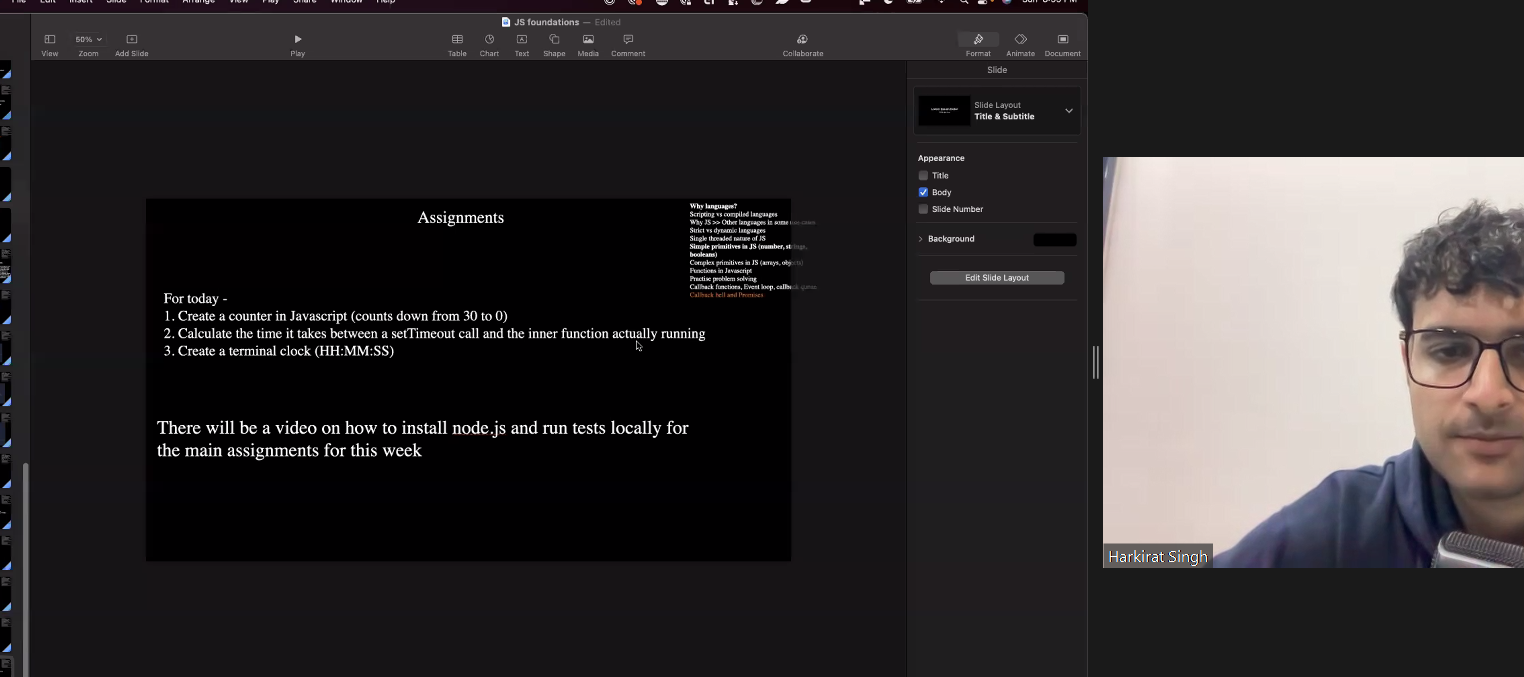 File Edit Insert Slide Format Arrange View Play Share Window Help
JS foundations — Edited
50%
View Zoom Add Slide Play Table Chart Text Shape Media Comment Collaborate Format Animate Document
Slide
Slide Layout
Title & Subtitle
Appearance
Title
Body
Slide Number
Background
Edit Slide Layout
Assignments
Why languages?
Scripting vs compiled languages
Why JS >> Other languages in some
Strict vs dynamic languages
Single threaded nature of JS
Simple primitives in JS (number, strings,
booleans)
Complex primitives in JS (arrays, objects)
Functions in Javascript
Practise problem solving
Callback functions, Event loop, callback queue,
Callback hell and Promises
For today -
1. Create a counter in Javascript (counts down from 30 to 0)
2. Calculate the time it takes between a setTimeout call and the inner function actually running
3. Create a terminal clock (HH:MM:SS)
There will be a video on how to install node.js and run tests locally for
the main assignments for this week
Harkirat Singh